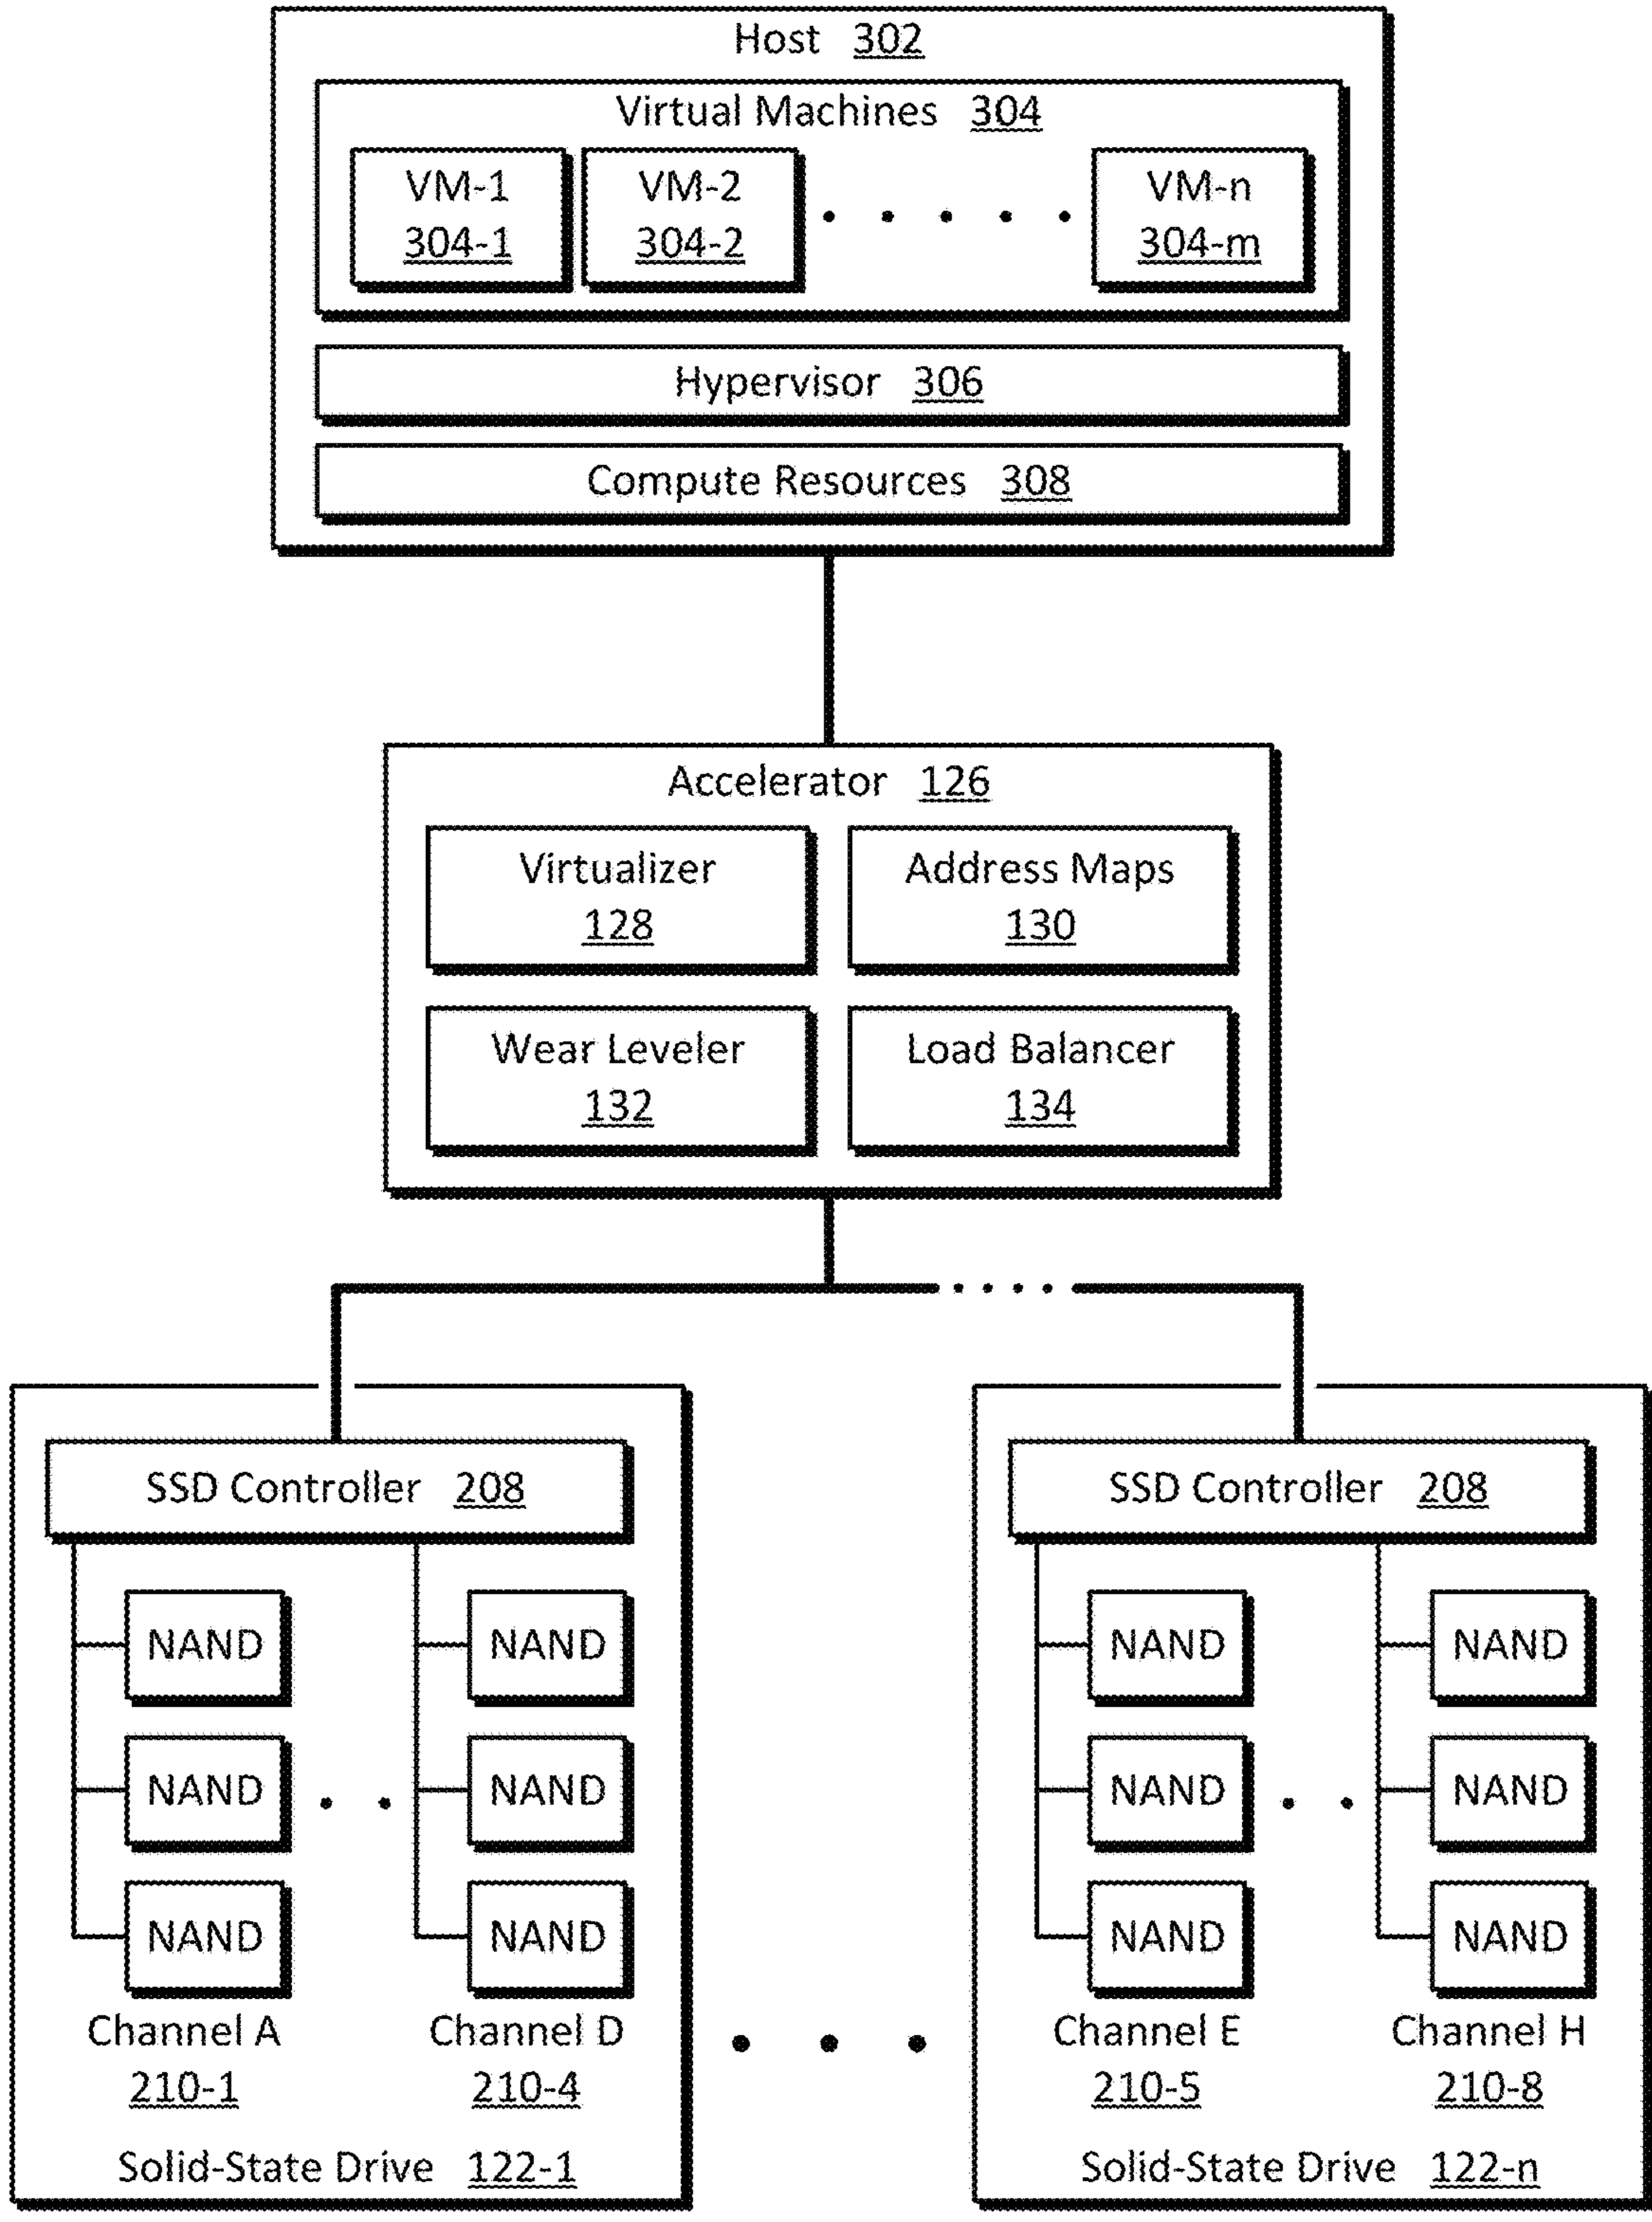 Host 302
Virtual Machines 304
VM-1 VM-2 VM-n
304-1 304-2 304-m
Hypervisor 306
Compute Resources 308
Accelerator 126
Virtualizer Address Maps
128 130
Wear Leveler Load Balancer
132 134
SSD Controller 208 SSD Controller 208
NAND NAND NAND NAND
NAND NAND NAND NAND
NAND NAND NAND NAND
Channel A Channel D Channel E Channel H
210-1 210-4 210-5 210-8
Solid-State Drive 122-1 Solid-State Drive 122-n